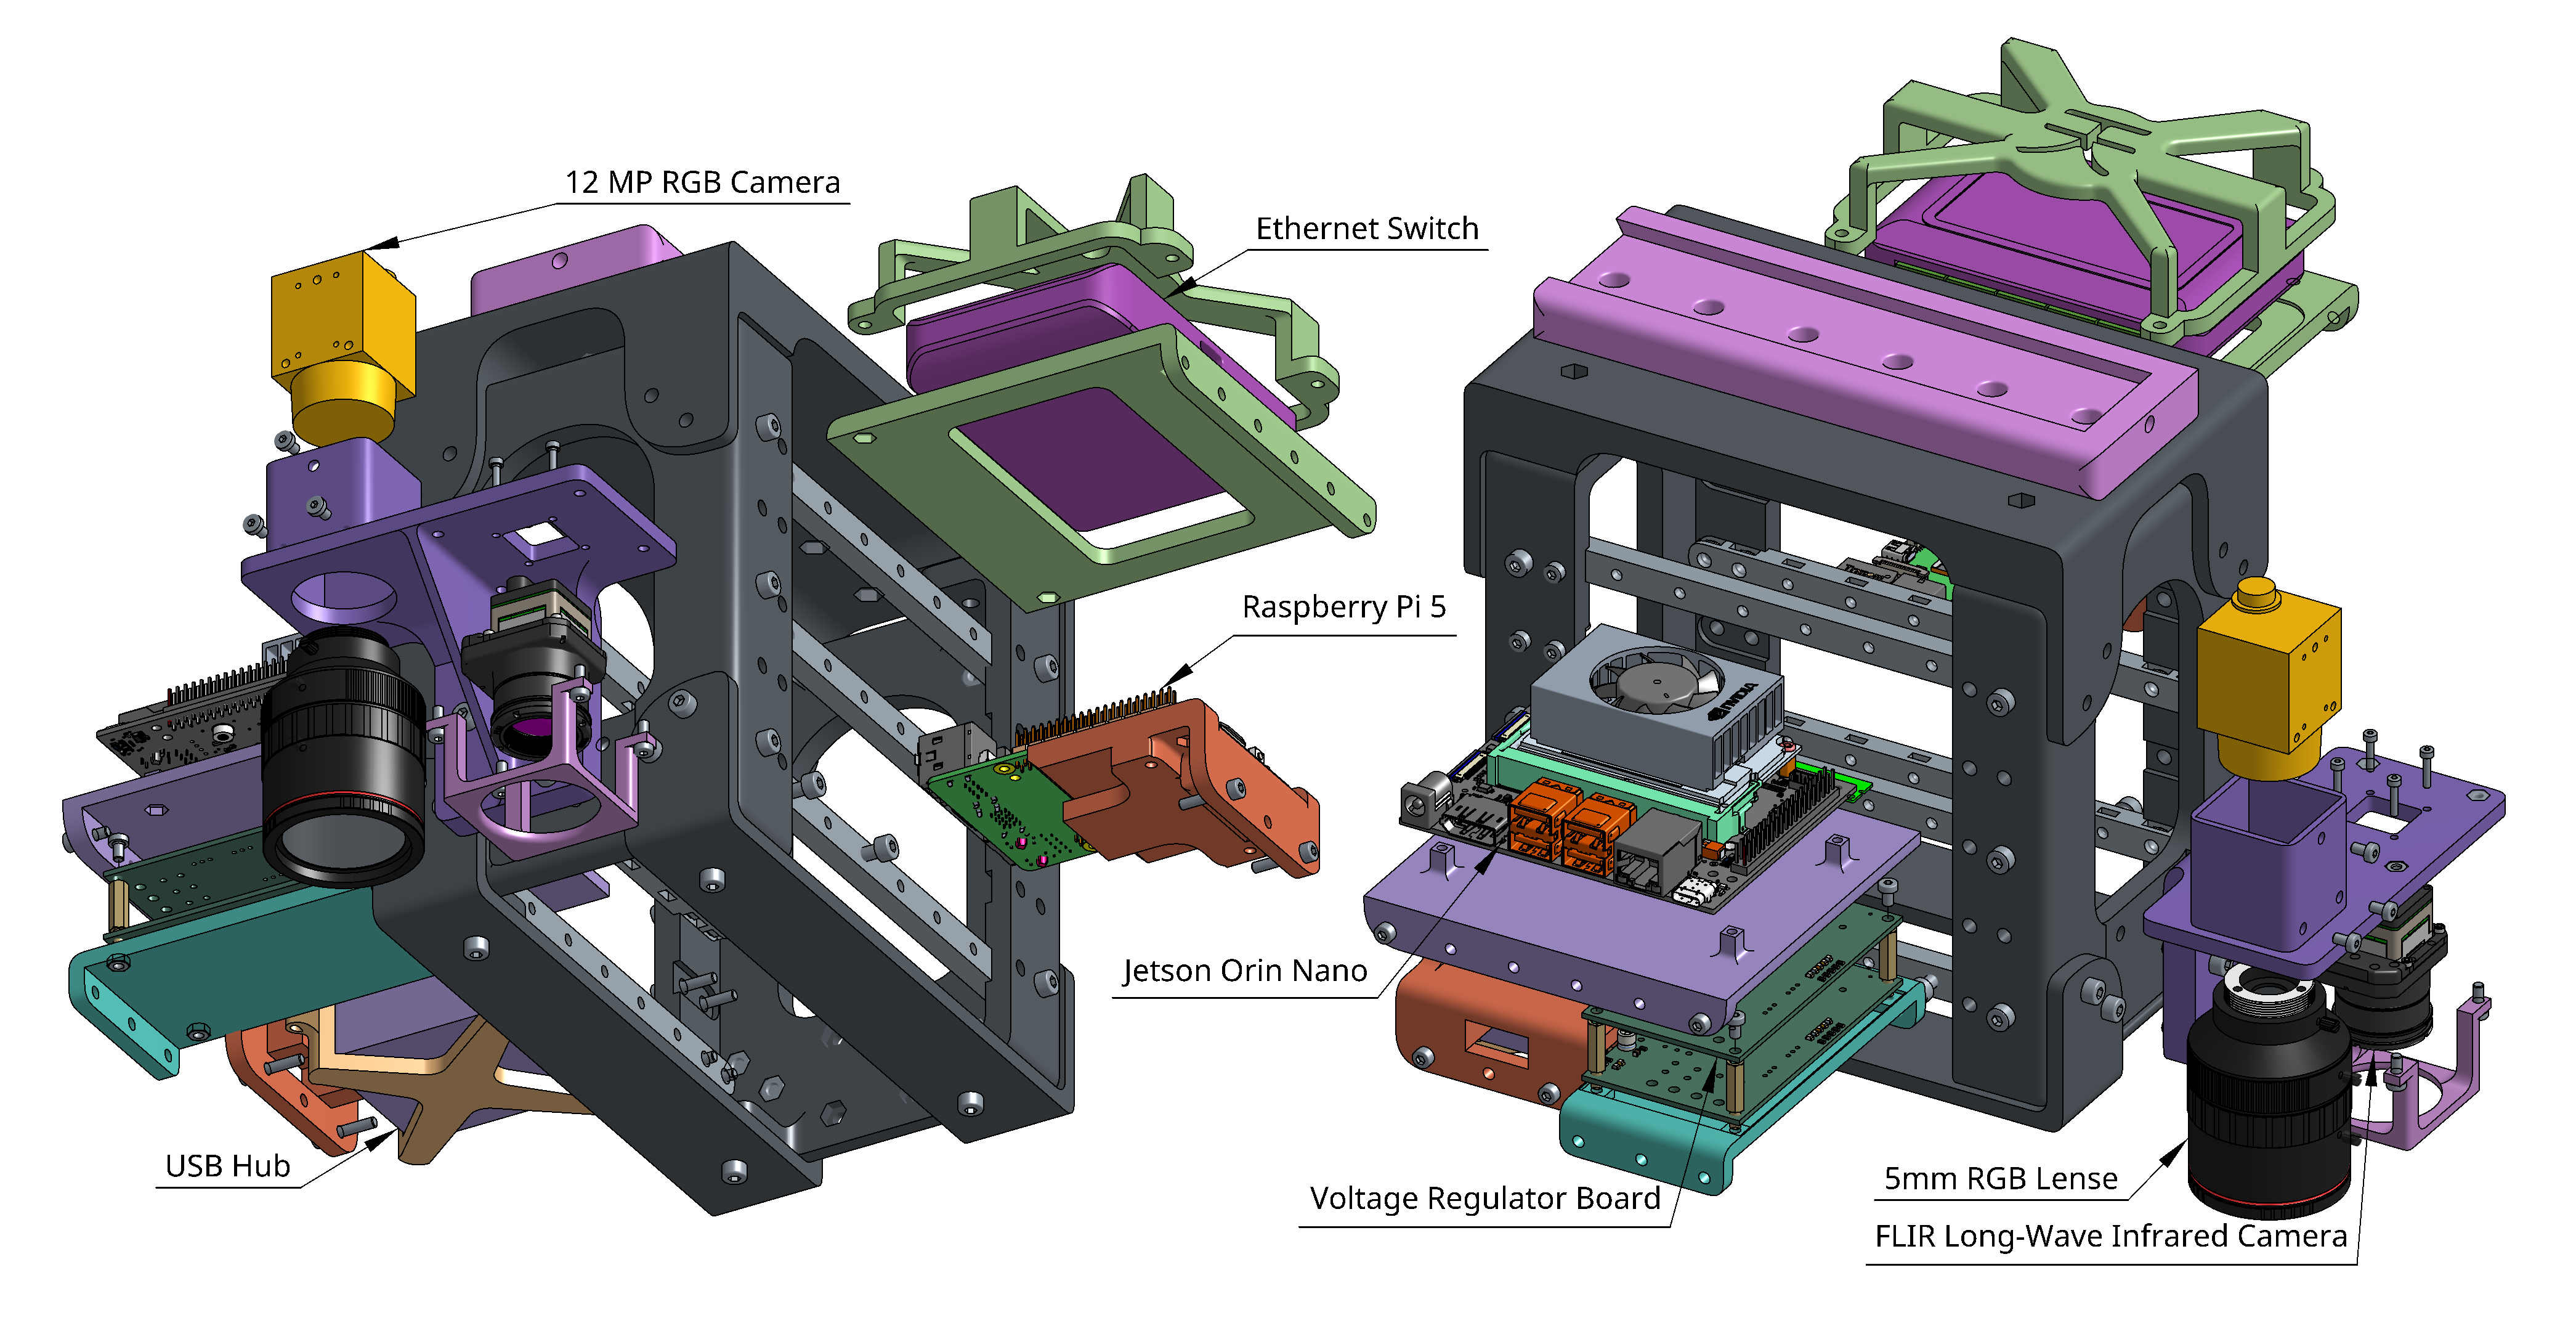 12 MP RGB Camera
Ethernet Switch
Raspberry Pi 5
NVIDIA
Jetson Orin Nano
USB Hub
Voltage Regulator Board
5mm RGB Lense
FLIR Long-Wave Infrared Camera